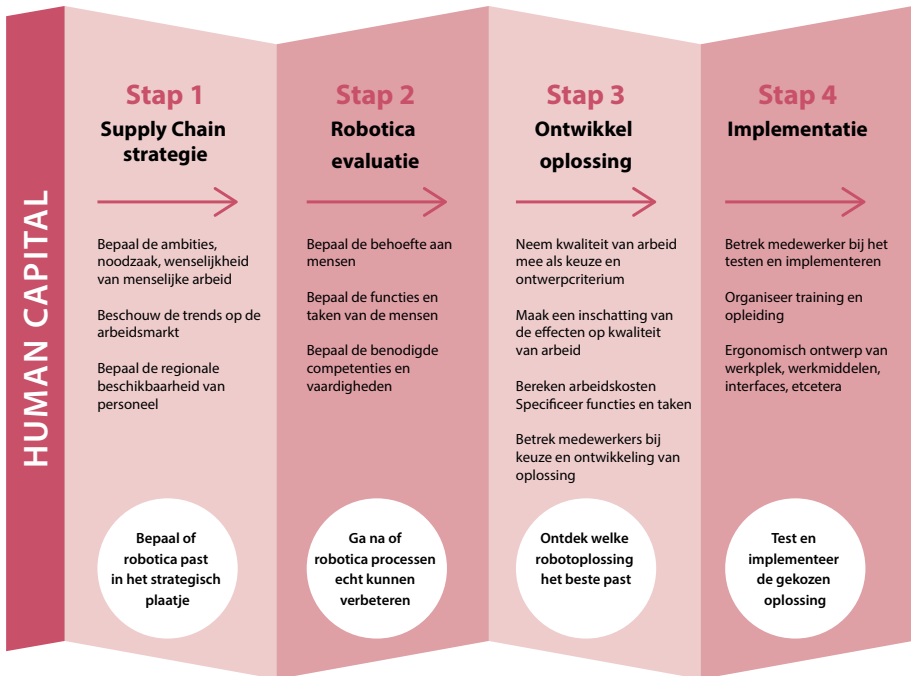 HUMAN CAPITAL
Stap 1
Supply Chain
strategie
Bepaal de ambities,
noodzaak, wenselijkheid
van menselijke arbeid
Beschouw de trends op de
arbeidsmarkt
Bepaal de regionale
beschikbaarheid van
personeel
Bepaal of
robotica past
in het strategisch
plaatje
Stap 2
Robotica
evaluatie
Bepaal de behoefte aan
mensen
Bepaal de functies en
taken van de mensen
Bepaal de benodigde
competenties en
vaardigheden
Ga na of
robotica processen
echt kunnen
verbeteren
Stap 3
Ontwikkel
oplossing
Neem kwaliteit van arbeid
mee als keuze en
ontwerpcriterium
Maak een inschatting van
de effecten op kwaliteit
van arbeid
Bereken arbeidskosten
Specificeer functies en taken
Betrek medewerkers bij
keuze en ontwikkeling van
oplossing
Ontdek welke
robotoplossing
het beste past
Stap 4
Implementatie
Betrek medewerker bij het
testen en implementeren
Organiseer training en
opleiding
Ergonomisch ontwerp van
werkplek, werkmiddelen,
interfaces, etcetera
Test en
implementeer
de gekozen
oplossing